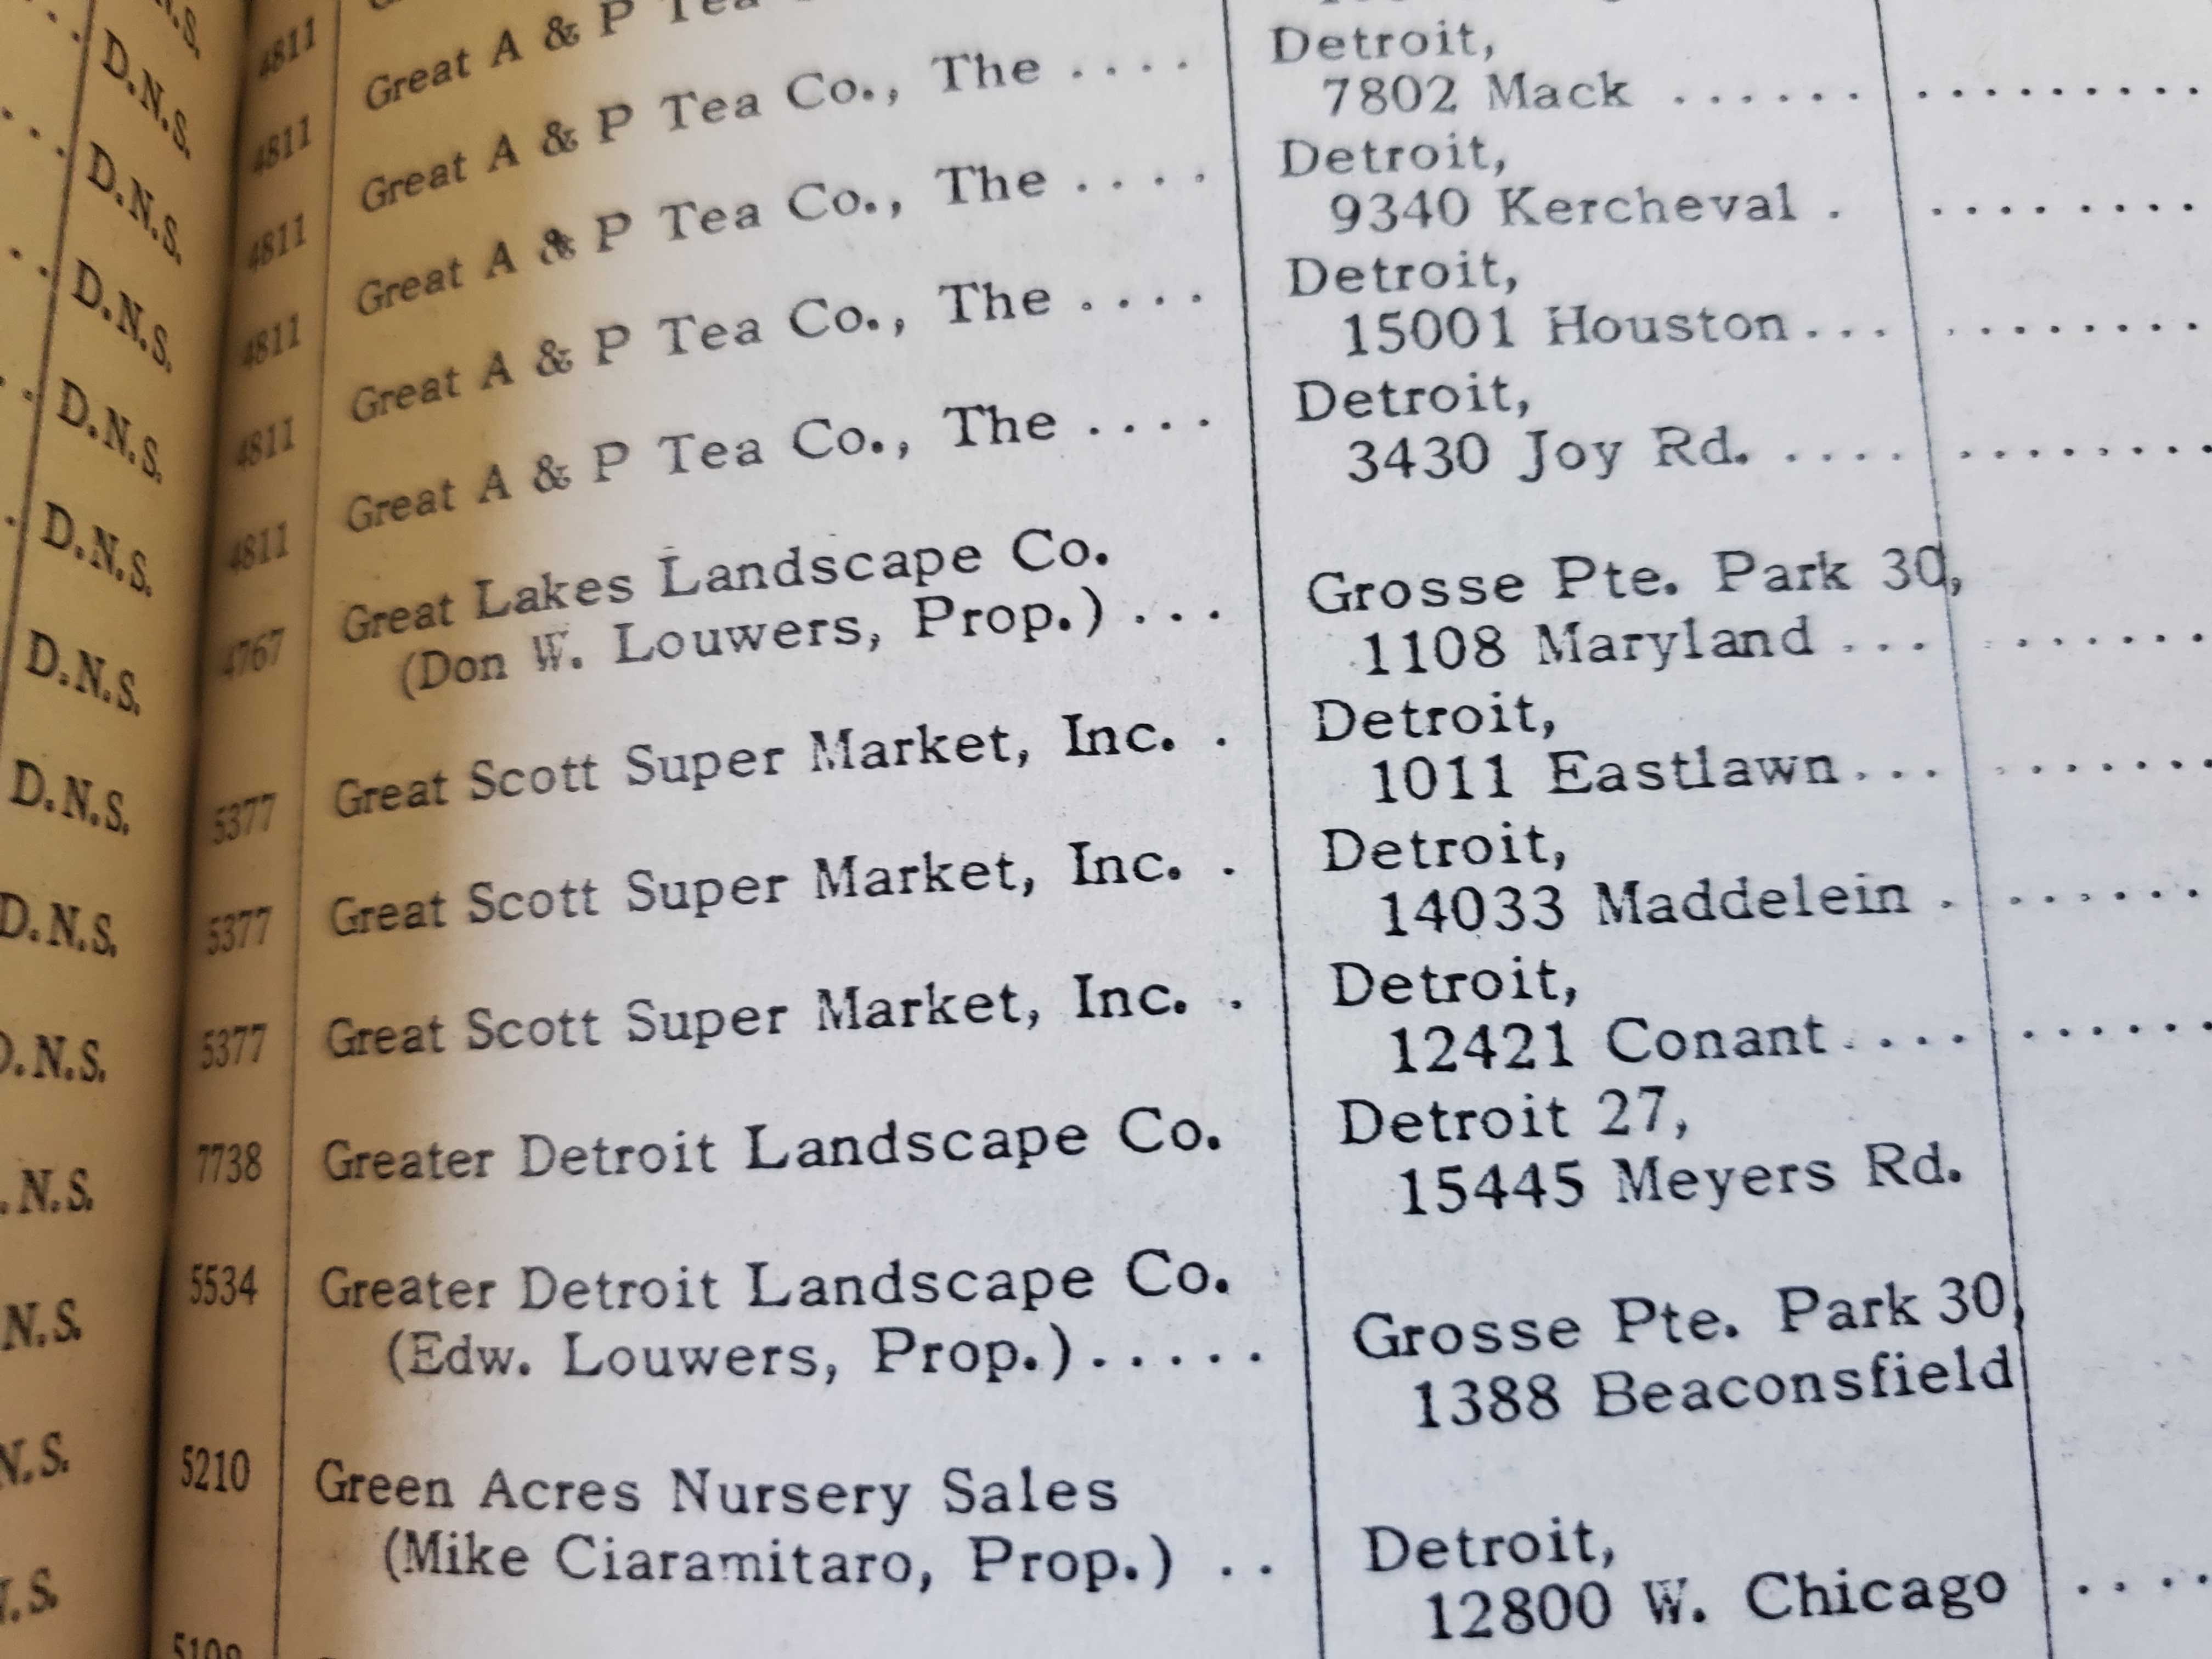 .S.
D.N.S.
D.N.S.
D.N.S.
D.N.S.
D.N.S.
D.N.S.
D.N.S.
D.N.S.
D.N.S.
.N.S.
N.S.
N.S.
.S.
4811
Great A & P Tea
Detroit,
4811 Great A & P Tea Co., The ....
7802 Mack ...... .........
Detroit,
4811 Great A & P Tea Co., The ....
9340 Kercheval . ........
Detroit,
4811 Great A & P Tea Co., The ....
15001 Houston... ........
Detroit,
4811 Great A & P Tea Co., The ....
3430 Joy Rd. .... ........
4811
Great Lakes Landscape Co.
Grosse Pte. Park 30,
4767
(Don W. Louwers, Prop.) ...
1108 Maryland ... .......
Detroit,
5377 Great Scott Super Market, Inc. .
1011 Eastlawn... .......
Detroit,
5377 Great Scott Super Market, Inc. .
14033 Maddelein . ......
Detroit,
5377 Great Scott Super Market, Inc. .
12421 Conant.... ......
Detroit 27,
7738 Greater Detroit Landscape Co.
15445 Meyers Rd.
5534 Greater Detroit Landscape Co.
Grosse Pte. Park 30,
(Edw. Louwers, Prop.).....
1388 Beaconsfield
5210 Green Acres Nursery Sales
Detroit,
(Mike Ciaramitaro, Prop.) ..
12800 W. Chicago ....